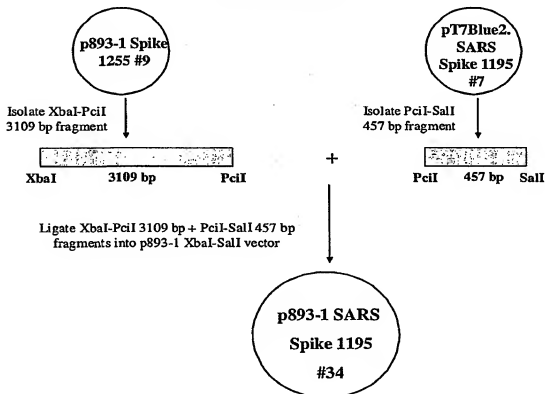 p893-1 Spike
1255 #9
pT7Blue2.
SARS
Spike 1195
#7
Isolate XbaI-PciI
3109 bp fragment
Isolate PciI-SalI
457 bp fragment
+
XbaI 3109 bp PciI
PciI 457 bp SalI
Ligate XbaI-PciI 3109 bp + PciI-SalI 457 bp
fragments into p893-1 XbaI-SalI vector
p893-1 SARS
Spike 1195
#34